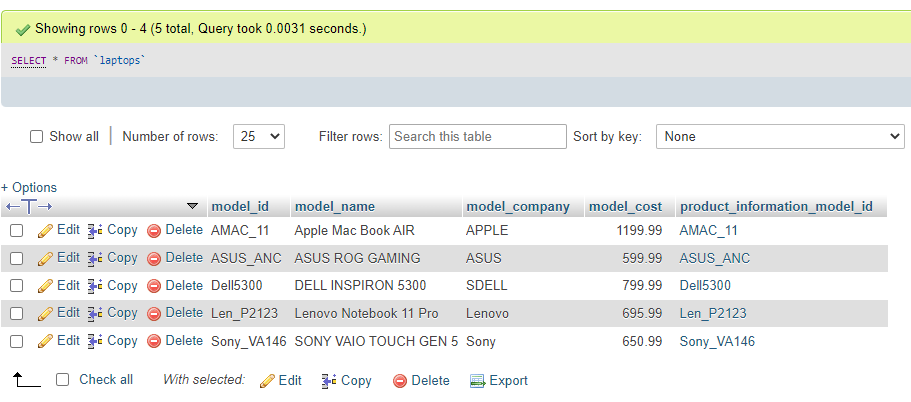 Showing rows 0 - 4 (5 total, Query took 0.0031 seconds.)
SELECT * FROM `laptops`
Show all Number of rows: 25 Filter rows: Search this table Sort by key: None
+ Options
model_id model_name model_company model_cost product_information_model_id
Edit Copy Delete AMAC_11 Apple Mac Book AIR APPLE 1199.99 AMAC_11
Edit Copy Delete ASUS_ANC ASUS ROG GAMING ASUS 599.99 ASUS_ANC
Edit Copy Delete Dell5300 DELL INSPIRON 5300 SDELL 799.99 Dell5300
Edit Copy Delete Len_P2123 Lenovo Notebook 11 Pro Lenovo 695.99 Len_P2123
Edit Copy Delete Sony_VA146 SONY VAIO TOUCH GEN 5 Sony 650.99 Sony_VA146
Check all With selected: Edit Copy Delete Export